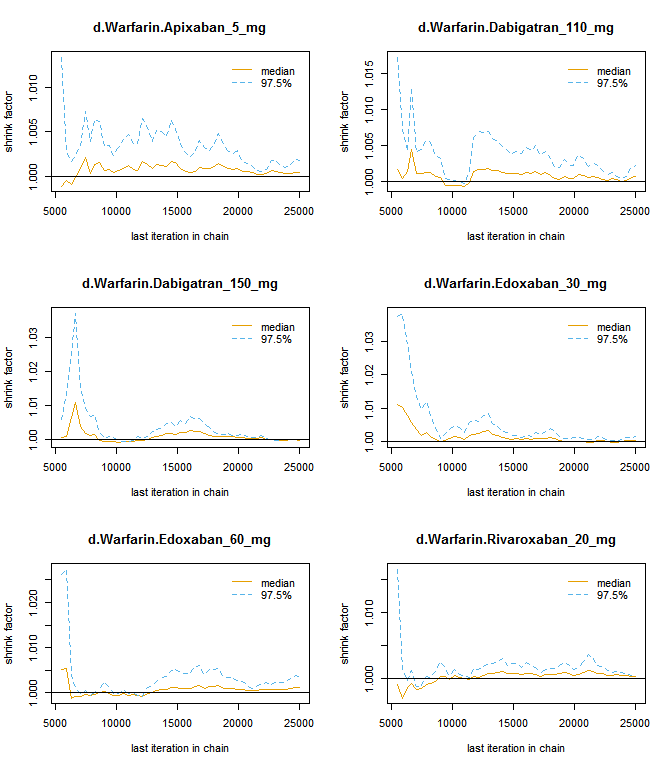 d.Warfarin.Apixaban_5_mg
shrink factor
1.000 1.005 1.010
median
97.5%
5000 10000 15000 20000 25000
last iteration in chain
d.Warfarin.Dabigatran_110_mg
shrink factor
1.000 1.005 1.010 1.015
median
97.5%
5000 10000 15000 20000 25000
last iteration in chain
d.Warfarin.Dabigatran_150_mg
shrink factor
1.00 1.01 1.02 1.03
median
97.5%
5000 10000 15000 20000 25000
last iteration in chain
d.Warfarin.Edoxaban_30_mg
shrink factor
1.00 1.01 1.02 1.03
median
97.5%
5000 10000 15000 20000 25000
last iteration in chain
d.Warfarin.Edoxaban_60_mg
shrink factor
1.000 1.010 1.020
median
97.5%
5000 10000 15000 20000 25000
last iteration in chain
d.Warfarin.Rivaroxaban_20_mg
shrink factor
1.000 1.010
median
97.5%
5000 10000 15000 20000 25000
last iteration in chain